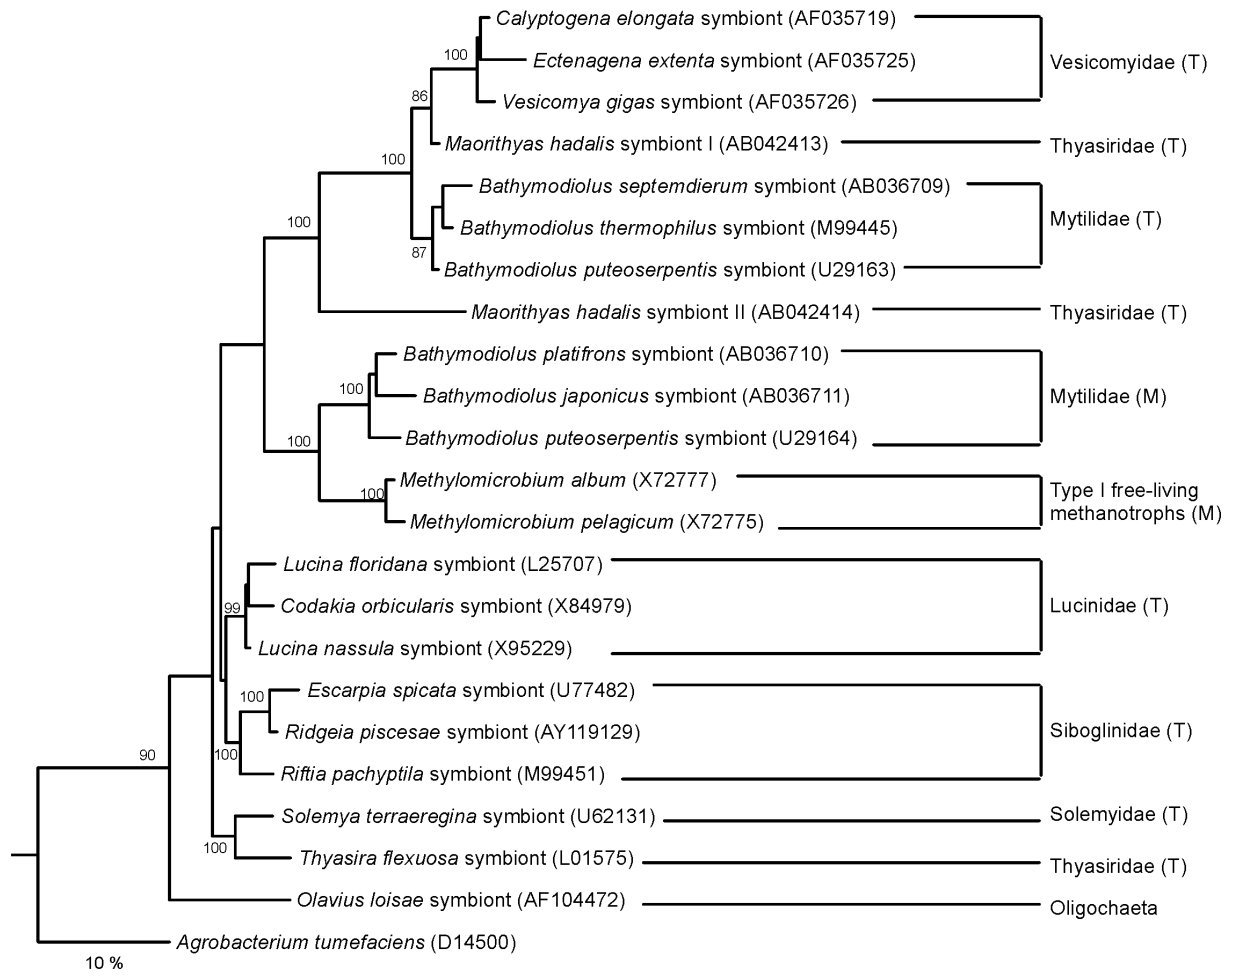 Calyptogena elongata symbiont (AF035719)
100
Ectenagena extenta symbiont (AF035725)
Vesicomyidae (T)
86
Vesicomya gigas symbiont (AF035726)
Maorithyas hadalis symbiont I (AB042413)
Thyasiridae (T)
100
Bathymodiolus septemdierum symbiont (AB036709)
100
Bathymodiolus thermophilus symbiont (M99445)
Mytilidae (T)
87
Bathymodiolus puteoserpentis symbiont (U29163)
Maorithyas hadalis symbiont II (AB042414)
Thyasiridae (T)
Bathymodiolus platifrons symbiont (AB036710)
100
Bathymodiolus japonicus symbiont (AB036711)
Mytilidae (M)
100
Bathymodiolus puteoserpentis symbiont (U29164)
Methylomicrobium album (X72777)
100
Type I free-living
methanotrophs (M)
Methylomicrobium pelagicum (X72775)
Lucina floridana symbiont (L25707)
99
Codakia orbicularis symbiont (X84979)
Lucinidae (T)
Lucina nassula symbiont (X95229)
Escarpia spicata symbiont (U77482)
100
Ridgeia piscesae symbiont (AY119129)
Siboglinidae (T)
100
Riftia pachyptila symbiont (M99451)
90
Solemya terraeregina symbiont (U62131)
Solemyidae (T)
100
Thyasira flexuosa symbiont (L01575)
Thyasiridae (T)
Olavius loisae symbiont (AF104472)
Oligochaeta
Agrobacterium tumefaciens (D14500)
10 %